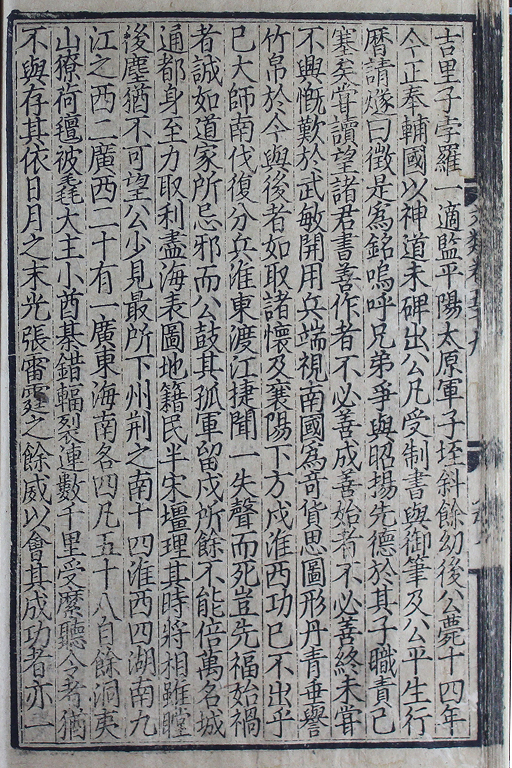 吉里子孛羅一適監平陽太原軍子垤斜餘幼後公薨十四年
今正奉輔國以神道未碑出公凡受制書與御筆及公平生行
曆請燧曰徵是為銘嗚呼兄弟爭與昭揚先德於其子職責已
塞矣甞讀望諸君書善作者不必善成善始者不必善終未甞
不興慨歎於武敏開用兵端視南國為竒貨思圖形丹青垂譽
竹帛於今與後者如取諸懷及襄陽下方戍淮西功已不出乎
已大師南伐復分兵淮東渡江捷聞一失聲而死豈先福始禍
者誠如道家所忌邪而公鼓其孤軍留戍所餘不能倍萬名城
通都身至力取利盡海表圖地籍民半宋壃理其時將相雖瞠
後塵猶不可望公少見最所下州荆之南十四淮西四湖南九
江之西二廣西二十有一廣東海南各四凡五十八自餘洞夷
山獠荷氊被毳大主小酋棊錯輻裂連數千里受縻聽令者猶
不與存其依日月之末光張雷霆之餘威以會其成功者亦一